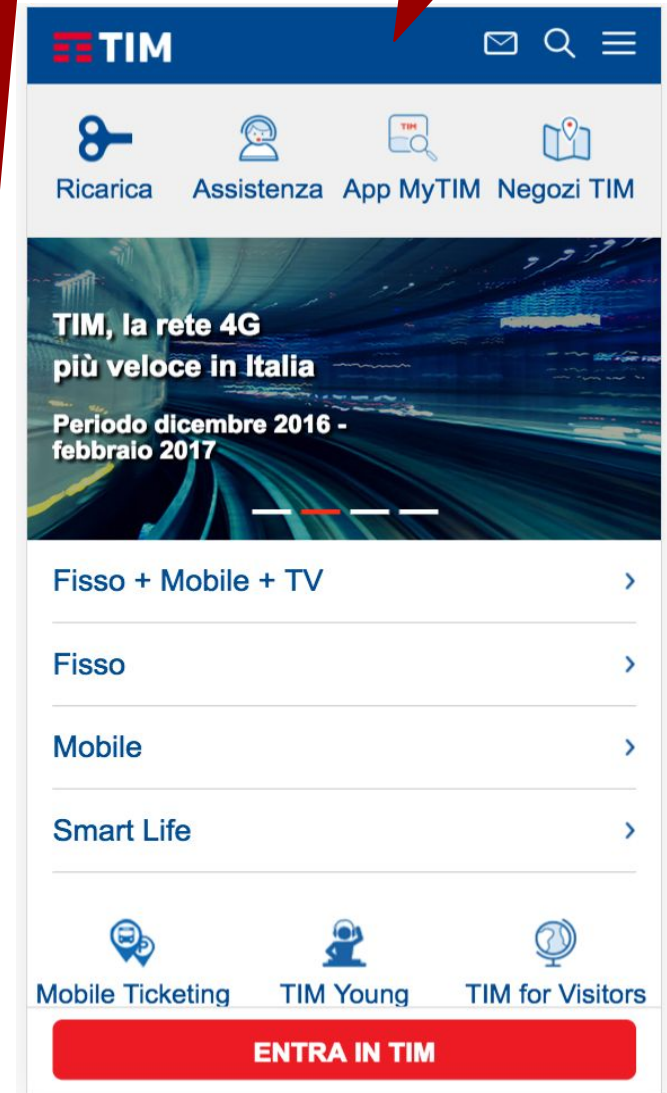 TIM
Ricarica Assistenza App MyTIM Negozi TIM
TIM
TIM, la rete 4G
più veloce in Italia
Periodo dicembre 2016 -
febbraio 2017
Fisso + Mobile + TV
Fisso
Mobile
Smart Life
Mobile Ticketing TIM Young TIM for Visitors
ENTRA IN TIM